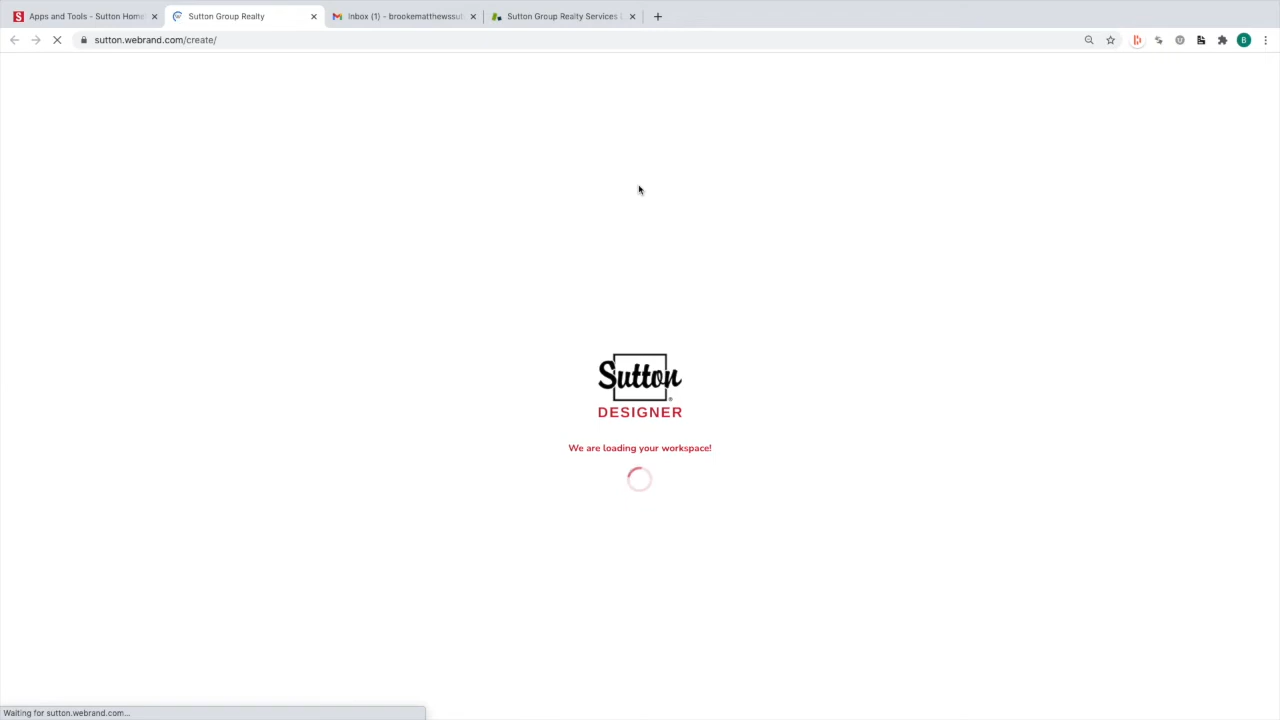 Apps and Tools - Sutton Home
Sutton Group Realty
Inbox (1) - brookematthewssut
Sutton Group Realty Services
sutton.webrand.com/create/
B
Sutton
DESIGNER
We are loading your workspace!
Waiting for sutton.webrand.com...